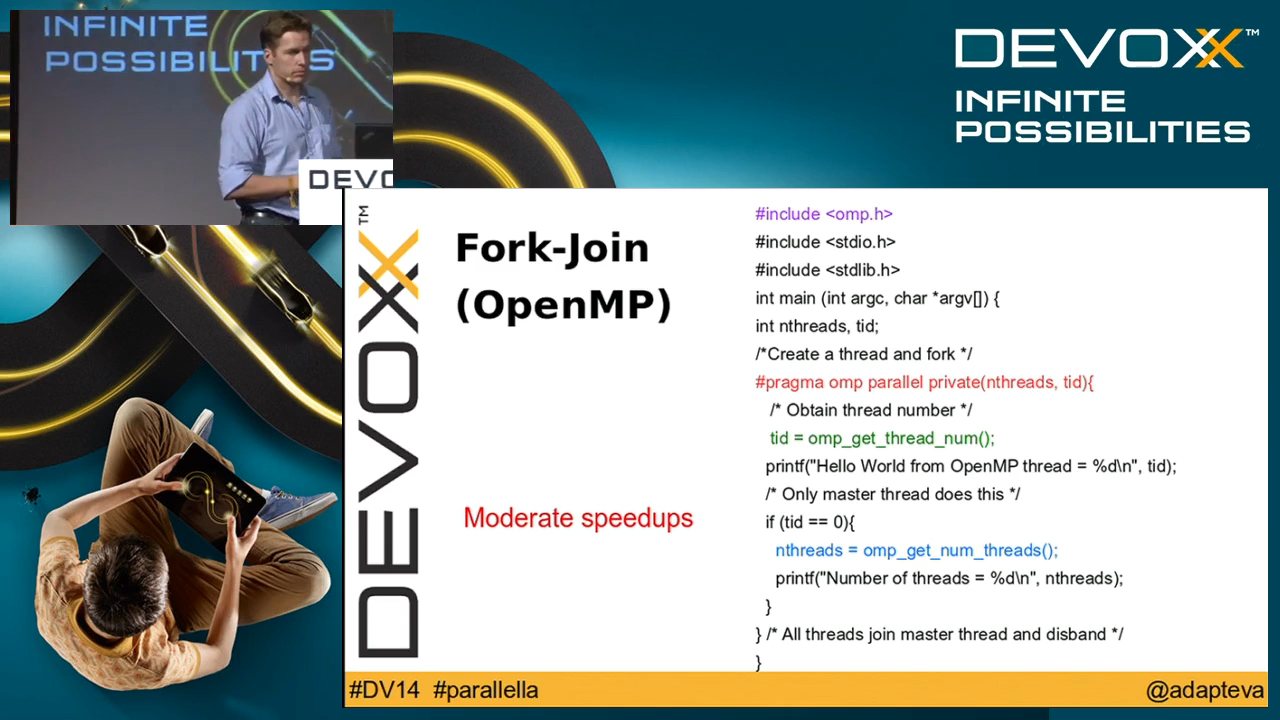 INFINITE
POSSIBILITIES
DEVOXX™
INFINITE
POSSIBILITIES
DEVO
DEVOXX™
Fork-Join
(OpenMP)
Moderate speedups
#include <omp.h>
#include <stdio.h>
#include <stdlib.h>
int main (int argc, char *argv[]) {
int nthreads, tid;
/*Create a thread and fork */
#pragma omp parallel private(nthreads, tid){
/* Obtain thread number */
tid = omp_get_thread_num();
printf("Hello World from OpenMP thread = %d\n", tid);
/* Only master thread does this */
if (tid == 0){
nthreads = omp_get_num_threads();
printf("Number of threads = %d\n", nthreads);
}
} /* All threads join master thread and disband */
}
#DV14 #parallella
@adapteva